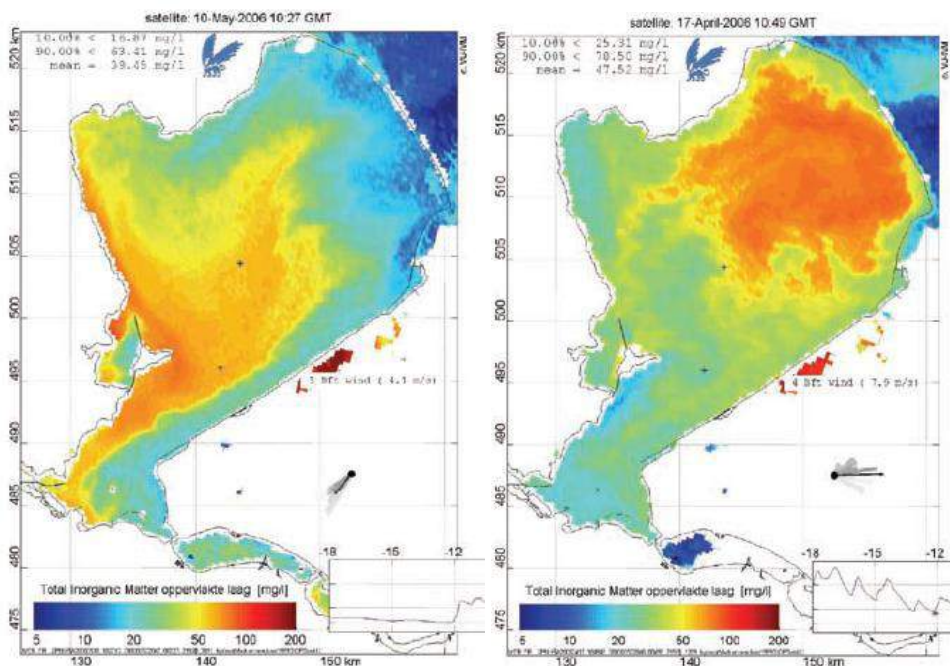 satellite: 10-May-2006 10:27 GMT
10.00% < 16.87 mg/l
90.00% < 63.41 mg/l
mean = 39.45 mg/l
520 km
515
510
505
500
495
490
485
480
475
3 Bft wind ( 4.1 m/s)
-18 -15 -12
Total Inorganic Matter oppervlakte laag [mg/l]
5 10 20 50 100 200
130 140 150 km
satellite: 17-April-2006 10:49 GMT
10.00% < 25.31 mg/l
90.00% < 78.50 mg/l
mean = 47.52 mg/l
520 km
515
510
505
500
495
490
485
480
475
4 Bft wind ( 7.9 m/s)
-18 -15 -12
Total Inorganic Matter oppervlakte laag [mg/l]
5 10 20 50 100 200
130 140 150 km